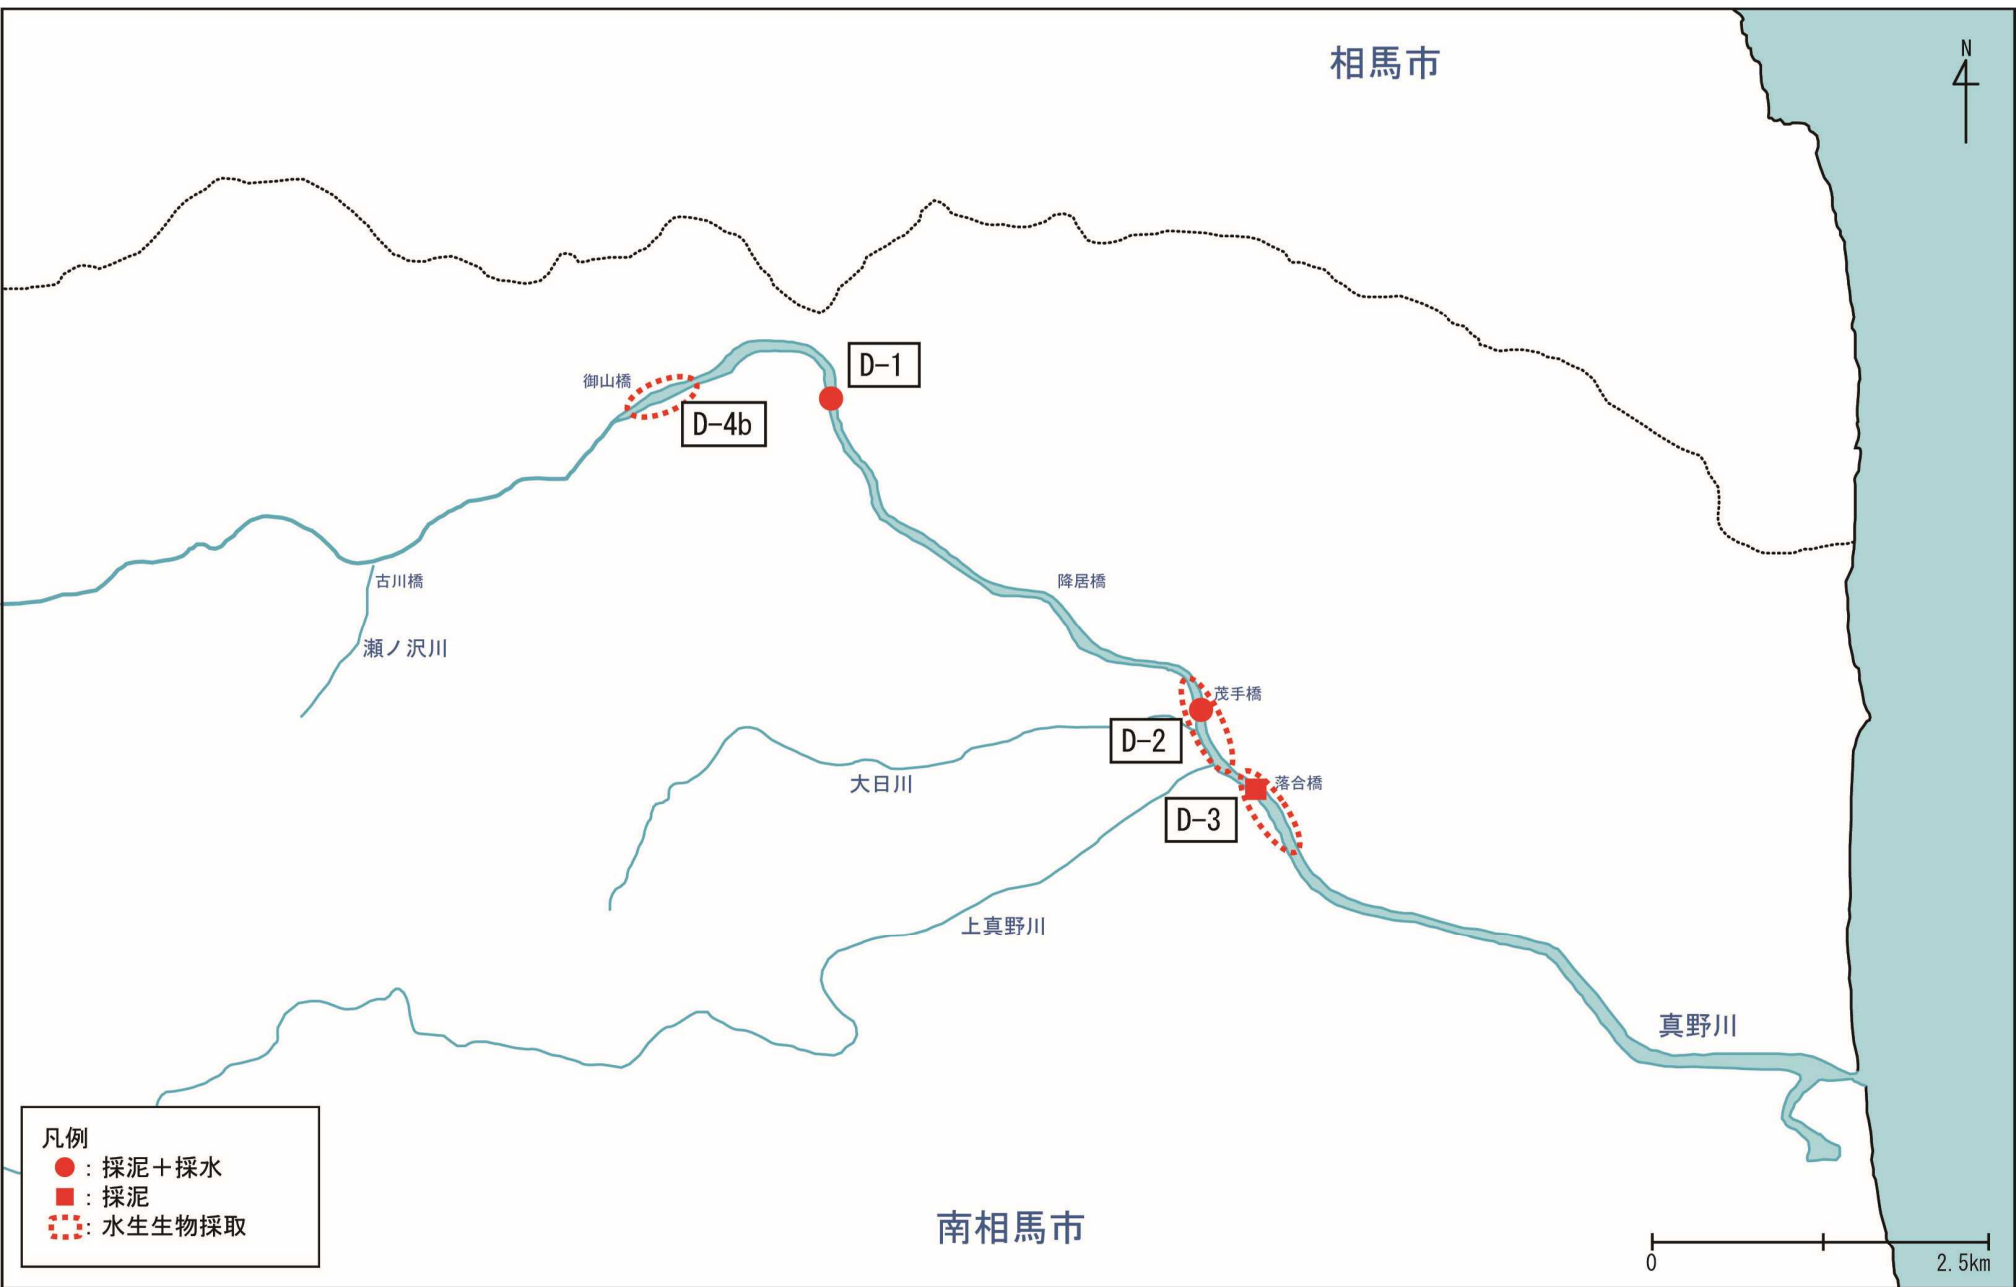 相馬市
N
D-1
御山橋
D-4b
古川橋
降居橋
瀬ノ沢川
茂手橋
D-2
大日川
落合橋
D-3
上真野川
真野川
凡例
：採泥＋採水
：採泥
：水生生物採取
南相馬市
0
2.5km